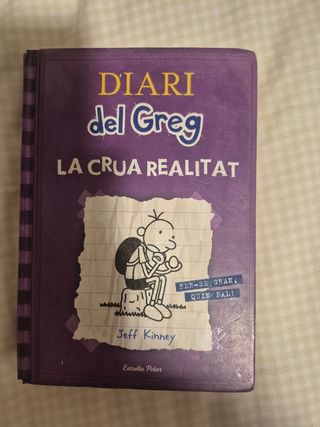 DIARI
del Greg
LA CRUA REALITAT
FER-SE GRAN,
QUIN PAL!
Jeff Kinney
Estrella Polar